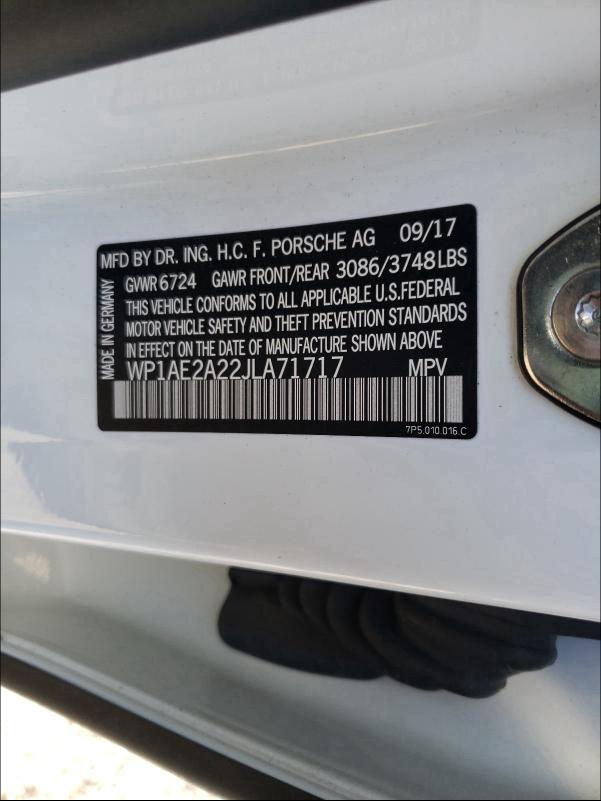 MFD BY DR. ING. H.C. F. PORSCHE AG 09/17
GVWR 6724 GAWR FRONT/REAR 3086/3748LBS
THIS VEHICLE CONFORMS TO ALL APPLICABLE U.S.FEDERAL
MOTOR VEHICLE SAFETY AND THEFT PREVENTION STANDARDS
IN EFFECT ON THE DATE OF MANUFACTURE SHOWN ABOVE
WP1AE2A22JLA71717 MPV
7P5.010.016.C
MADE IN GERMANY